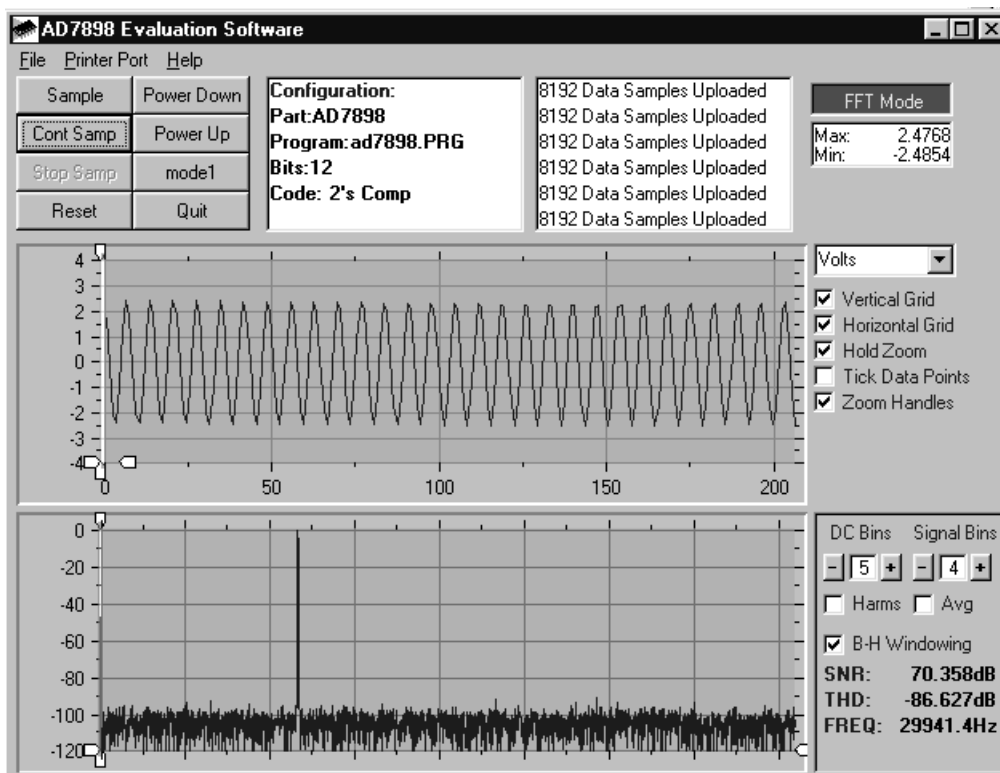 AD7898 Evaluation Software
File Printer Port Help
Sample Power Down
Cont Samp Power Up
Stop Samp mode1
Reset Quit
Configuration:
Part:AD7898
Program:ad7898.PRG
Bits:12
Code: 2's Comp
8192 Data Samples Uploaded
8192 Data Samples Uploaded
8192 Data Samples Uploaded
8192 Data Samples Uploaded
8192 Data Samples Uploaded
8192 Data Samples Uploaded
FFT Mode
Max: 2.4768
Min: -2.4854
4
3
2
1
0
-1
-2
-3
-4
0 50 100 150 200
Volts
Vertical Grid
Horizontal Grid
Hold Zoom
Tick Data Points
Zoom Handles
0
-20
-40
-60
-80
-100
-120
DC Bins Signal Bins
- 5 + - 4 +
Harms Avg
B-H Windowing
SNR: 70.358dB
THD: -86.627dB
FREQ: 29941.4Hz